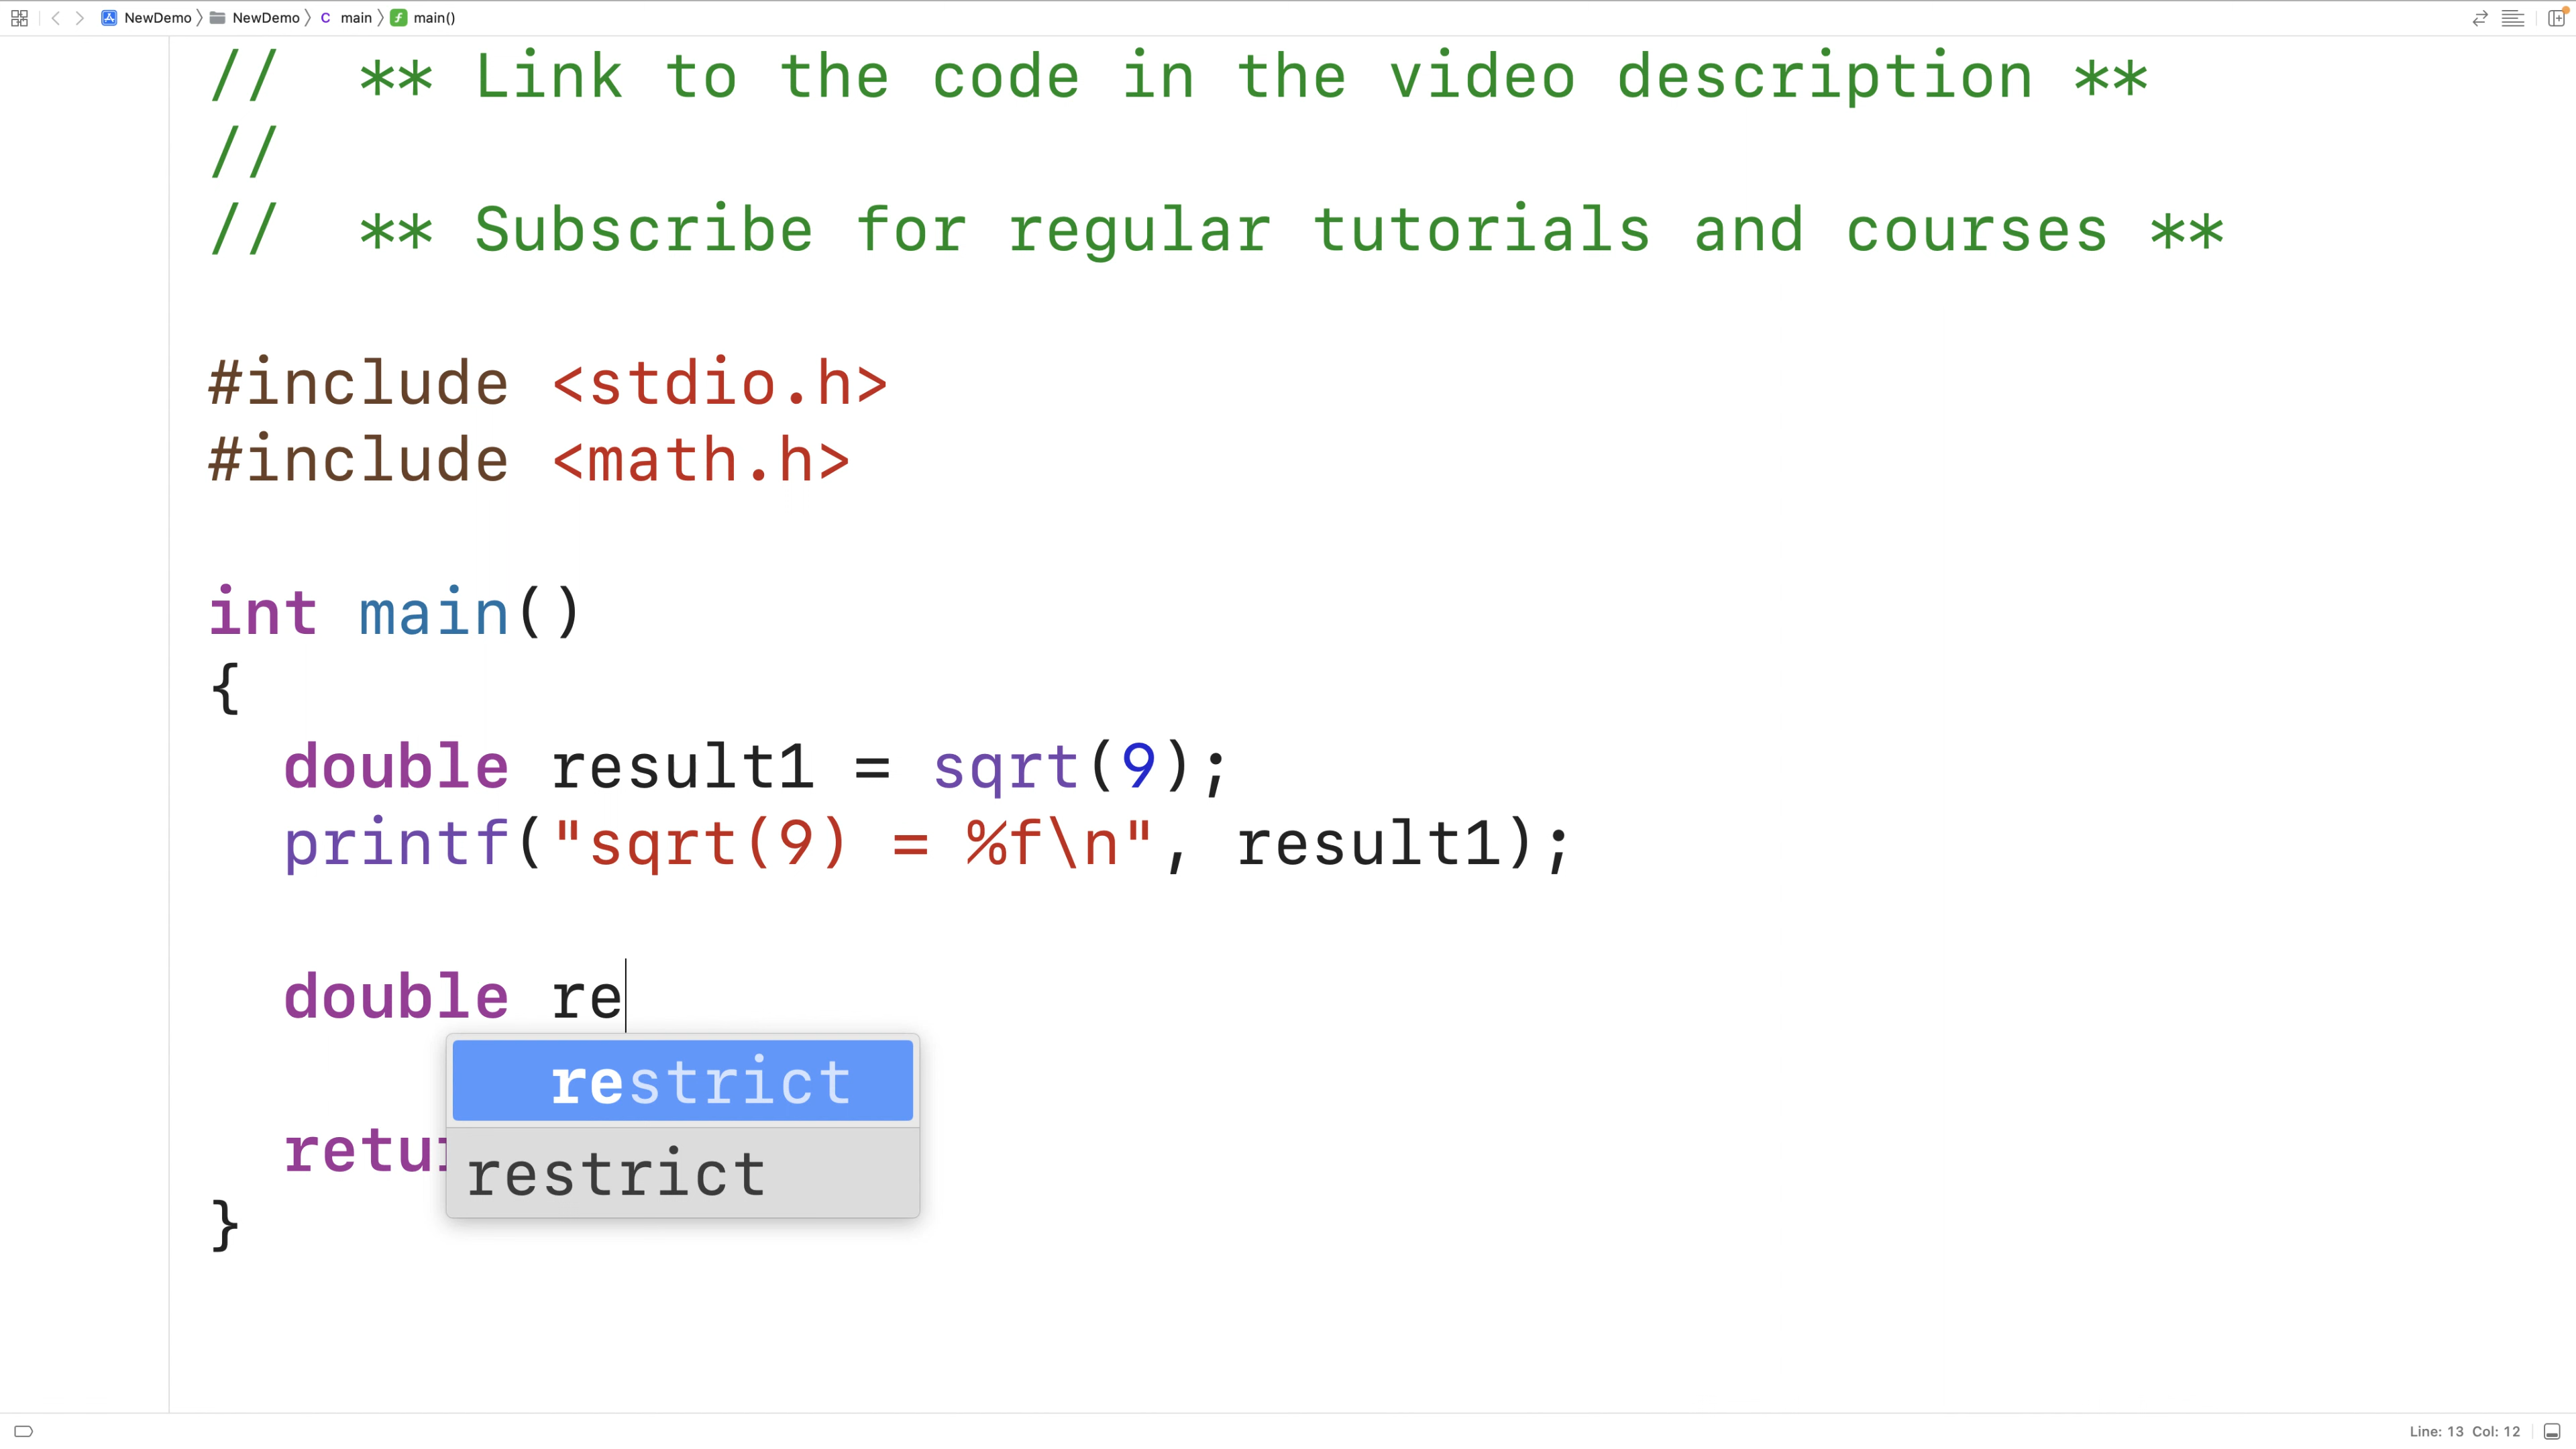 NewDemo NewDemo C main f main()
//  ** Link to the code in the video description **
//
//  ** Subscribe for regular tutorials and courses **
#include <stdio.h>
#include <math.h>
int main()
{
  double result1 = sqrt(9);
  printf("sqrt(9) = %f\n", result1);
  double re
restrict
restrict
}
Line: 13 Col: 12